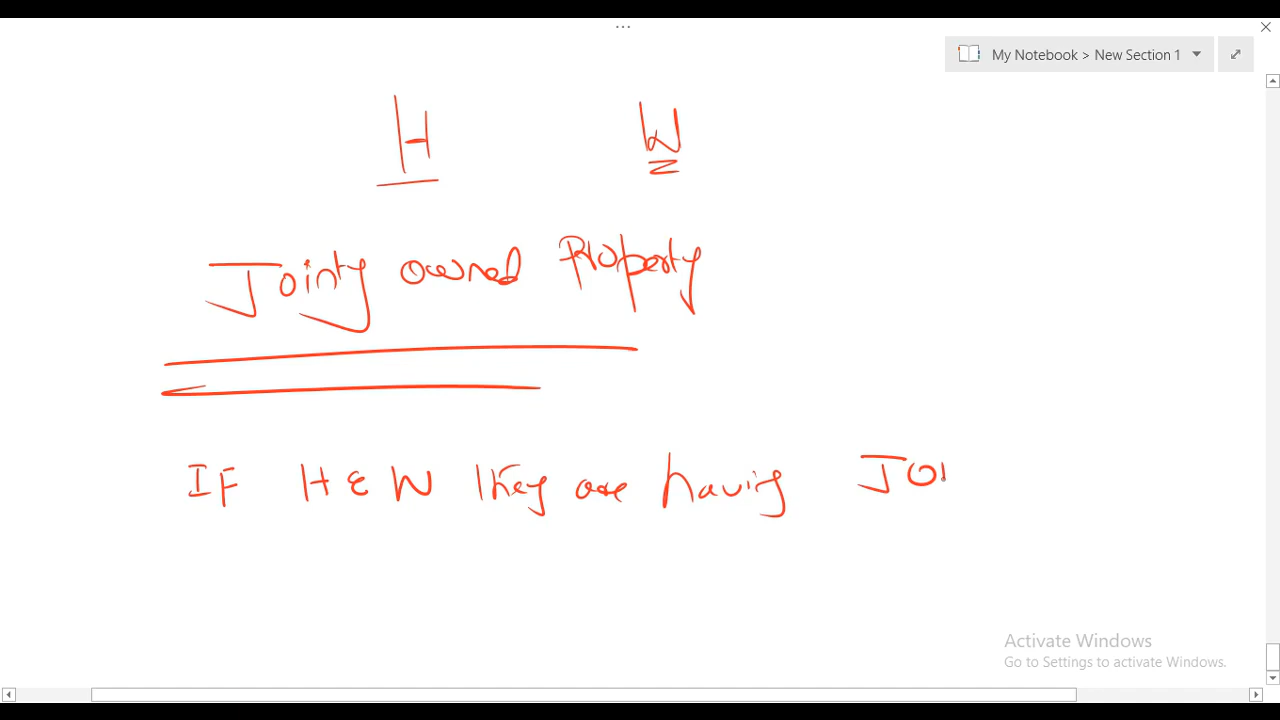 ...
My Notebook > New Section 1
H W
Jointy owned Property
IF H & W they are having JOI
Activate Windows
Go to Settings to activate Windows.